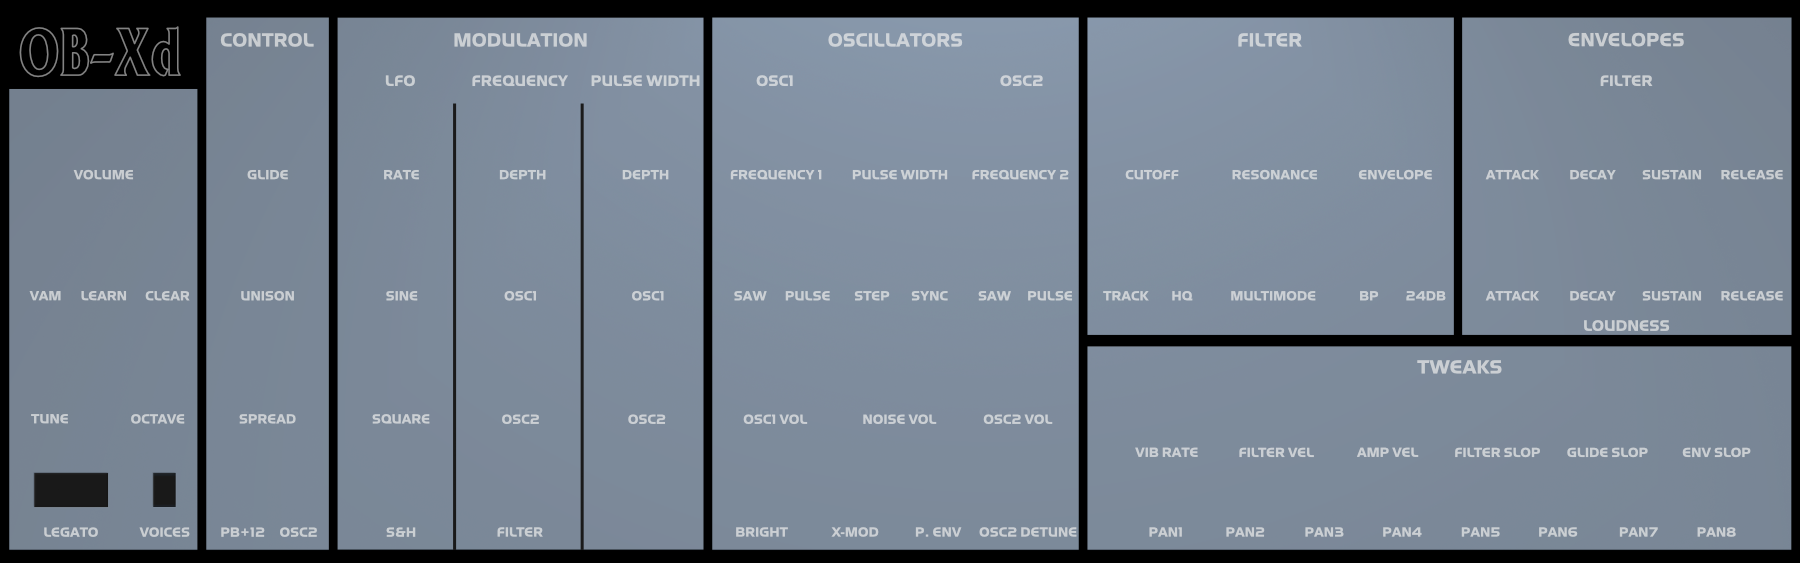 OB-Xd
VOLUME
VAM LEARN CLEAR
TUNE OCTAVE
LEGATO VOICES
CONTROL
GLIDE
UNISON
SPREAD
PB+12 OSC2
MODULATION
LFO FREQUENCY PULSE WIDTH
RATE DEPTH DEPTH
SINE OSC1 OSC1
SQUARE OSC2 OSC2
S&H FILTER
OSCILLATORS
OSC1 OSC2
FREQUENCY 1 PULSE WIDTH FREQUENCY 2
SAW PULSE STEP SYNC SAW PULSE
OSC1 VOL NOISE VOL OSC2 VOL
BRIGHT X-MOD P. ENV OSC2 DETUNE
FILTER
CUTOFF RESONANCE ENVELOPE
TRACK HQ MULTIMODE BP 24DB
ENVELOPES
FILTER
ATTACK DECAY SUSTAIN RELEASE
ATTACK DECAY SUSTAIN RELEASE
LOUDNESS
TWEAKS
VIB RATE FILTER VEL AMP VEL FILTER SLOP GLIDE SLOP ENV SLOP
PAN1 PAN2 PAN3 PAN4 PAN5 PAN6 PAN7 PAN8